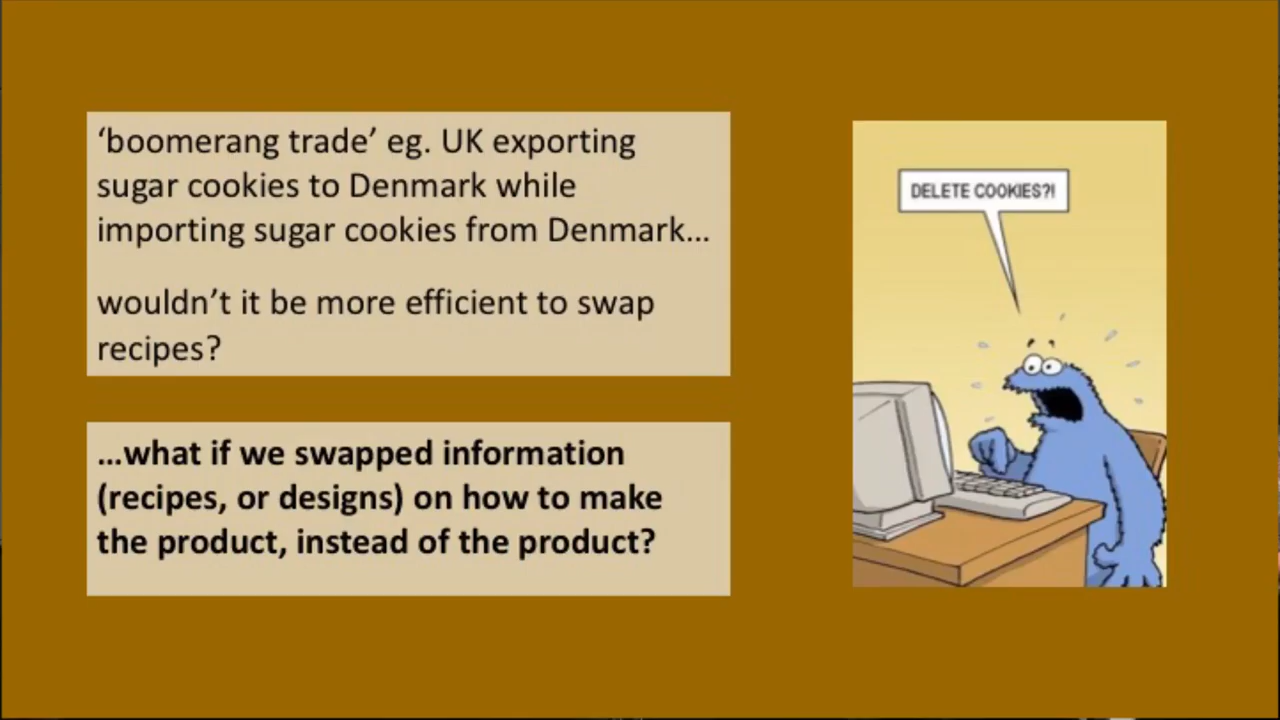 ‘boomerang trade’ eg. UK exporting
sugar cookies to Denmark while
importing sugar cookies from Denmark…
wouldn’t it be more efficient to swap
recipes?
…what if we swapped information
(recipes, or designs) on how to make
the product, instead of the product?
DELETE COOKIES?!